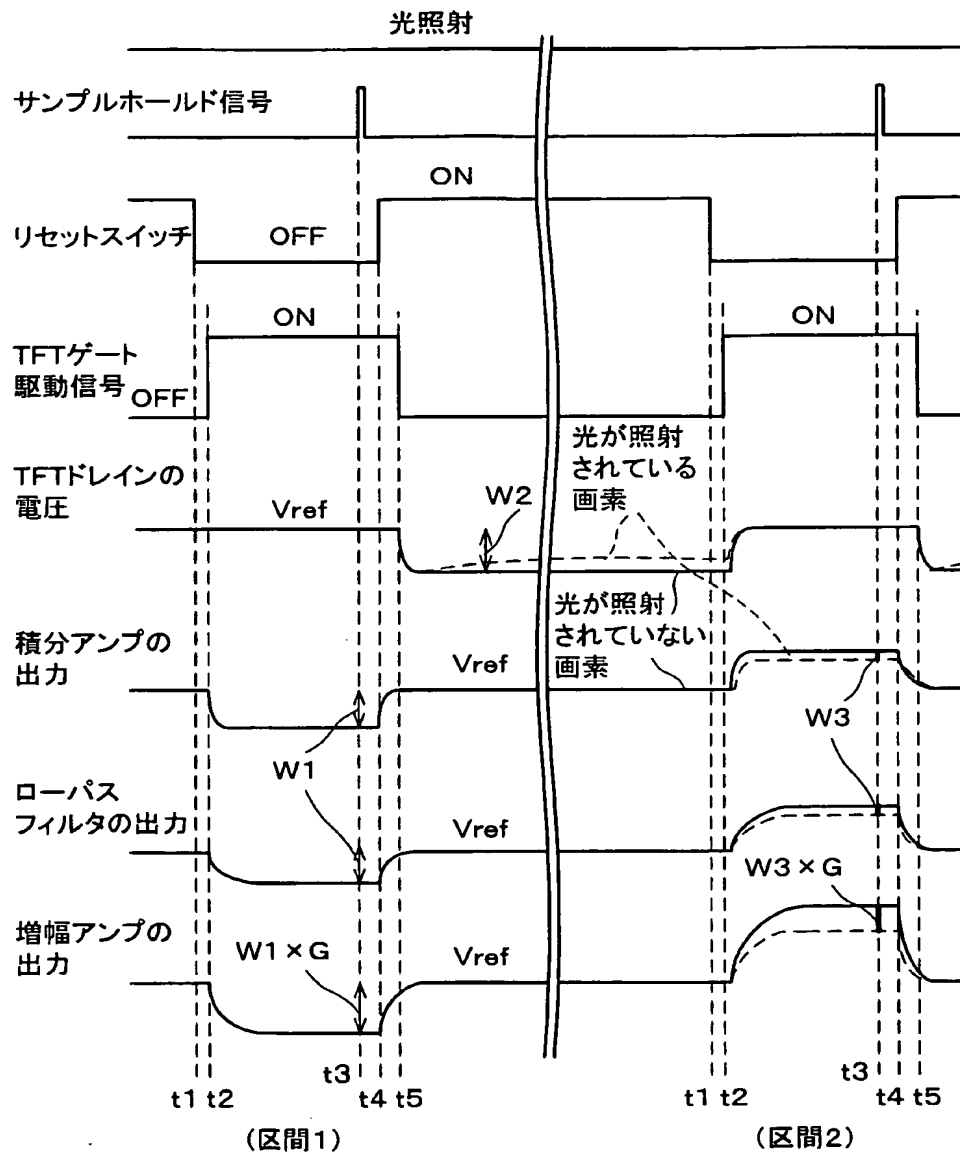 光照射
サンプルホールド信号
ON
リセットスイッチ
OFF
ON
ON
TFTゲート
駆動信号
OFF
光が照射
されている
画素
TFTドレインの
電圧
Vref
W2
光が照射
されていない
画素
積分アンプの
出力
Vref
W3
W1
ローパス
フィルタの出力
Vref
W3×G
増幅アンプの
出力
W1×G
Vref
t3
t3
t1 t2 t4 t5
t1 t2 t4 t5
(区間1)
(区間2)